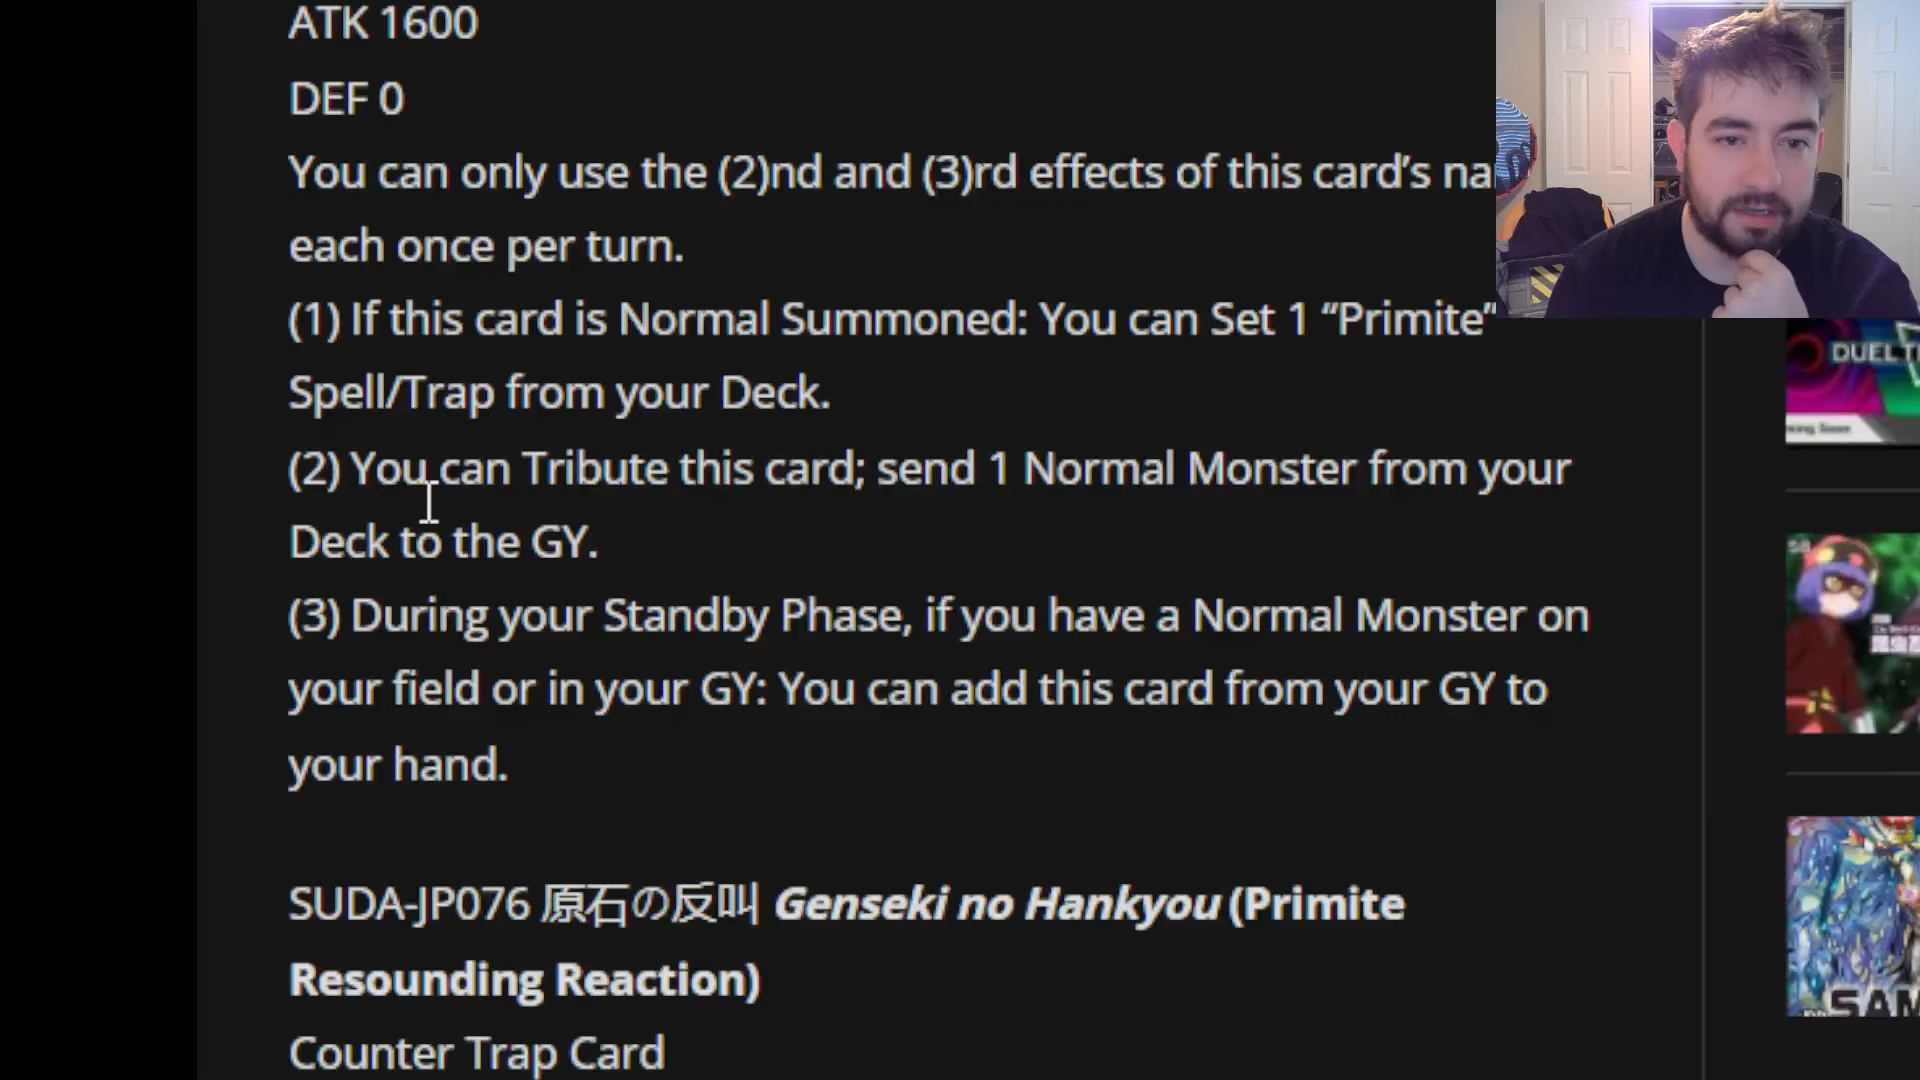 ATK 1600
DEF 0
You can only use the (2)nd and (3)rd effects of this card’s na
each once per turn.
(1) If this card is Normal Summoned: You can Set 1 “Primite”
Spell/Trap from your Deck.
(2) You can Tribute this card; send 1 Normal Monster from your
Deck to the GY.
(3) During your Standby Phase, if you have a Normal Monster on
your field or in your GY: You can add this card from your GY to
your hand.
SUDA-JP076 原石の反叫 Genseki no Hankyou (Primite
Resounding Reaction)
Counter Trap Card
DUEL T
SAM